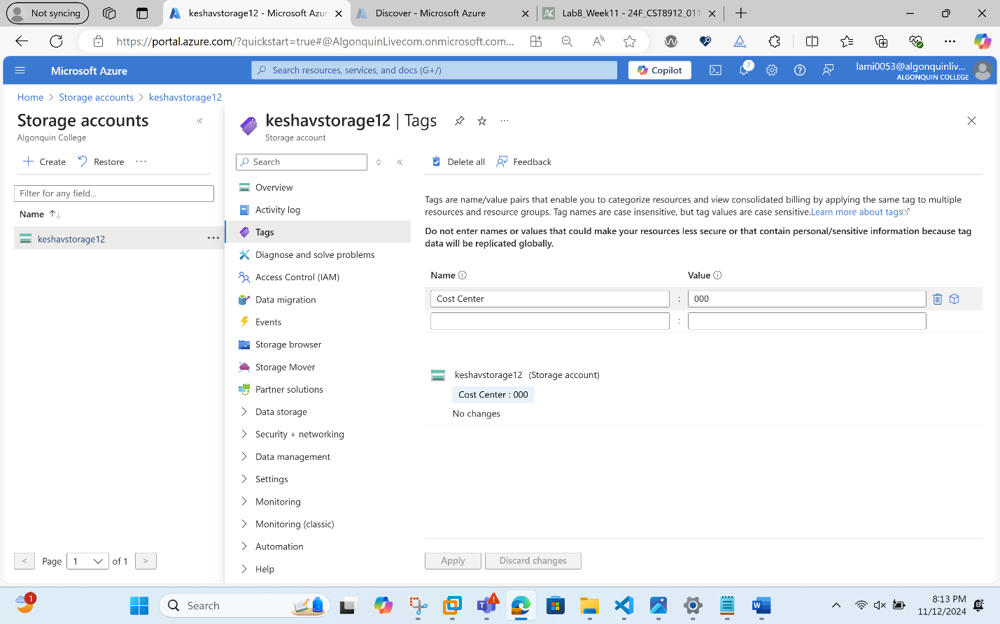 Not syncing
keshavstorage12 - Microsoft Azur
Discover - Microsoft Azure
Lab8_Week11 - 24F_CST8912_011
https://portal.azure.com/?quickstart=true#@AlgonquinLivecom.onmicrosoft.com...
Microsoft Azure
Search resources, services, and docs (G+/)
Copilot
2
lami0053@algonquinliv...
ALGONQUIN COLLEGE
Home > Storage accounts > keshavstorage12
Storage accounts
Algonquin College
Create
Restore
Filter for any field...
Name
keshavstorage12
Page 1 of 1
keshavstorage12 | Tags
Storage account
Search
Overview
Activity log
Tags
Diagnose and solve problems
Access Control (IAM)
Data migration
Events
Storage browser
Storage Mover
Partner solutions
Data storage
Security + networking
Data management
Settings
Monitoring
Monitoring (classic)
Automation
Help
Delete all
Feedback
Tags are name/value pairs that enable you to categorize resources and view consolidated billing by applying the same tag to multiple
resources and resource groups. Tag names are case insensitive, but tag values are case sensitive.Learn more about tags
Do not enter names or values that could make your resources less secure or that contain personal/sensitive information because tag
data will be replicated globally.
Name
Value
Cost Center : 000
:
keshavstorage12 (Storage account)
Cost Center : 000
No changes
Apply
Discard changes
1
Search
8:13 PM
11/12/2024